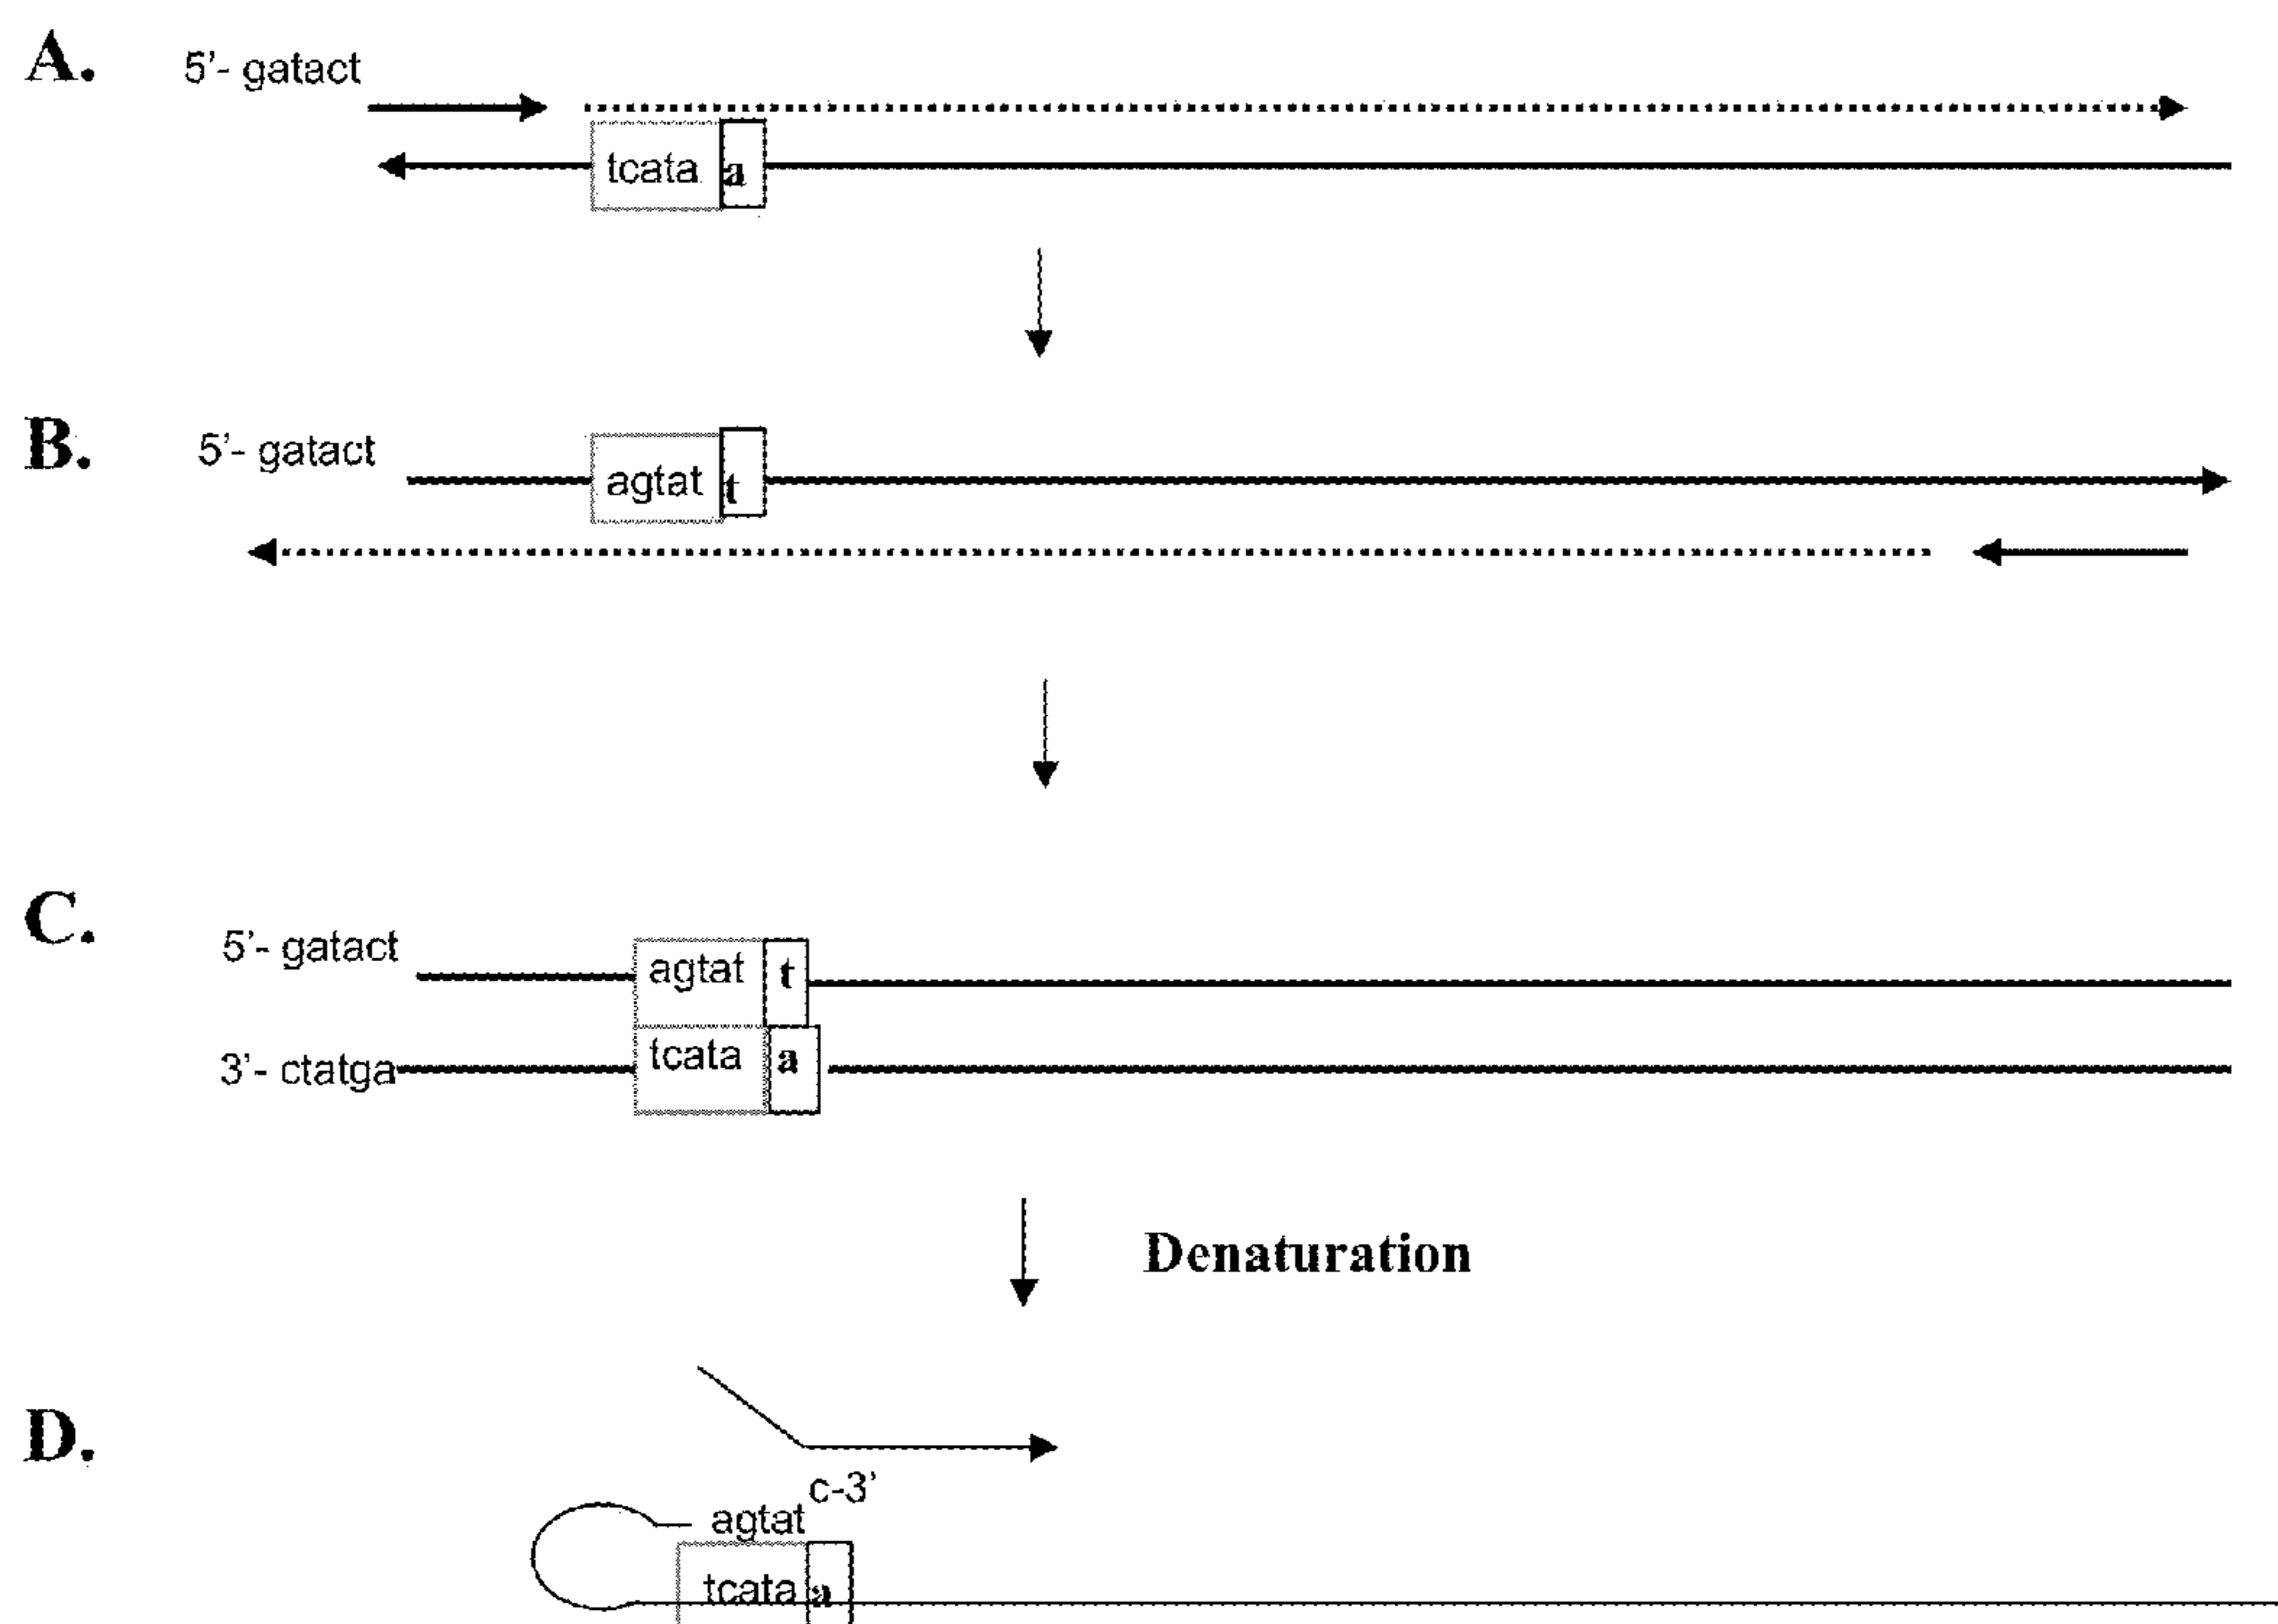 A.
5'- gatact
tcata a
B.
5'- gatact
agtat t
C.
5'- gatact
agtat t
3'- ctatga
tcata a
Denaturation
D.
c-3'
agtat
tcata a